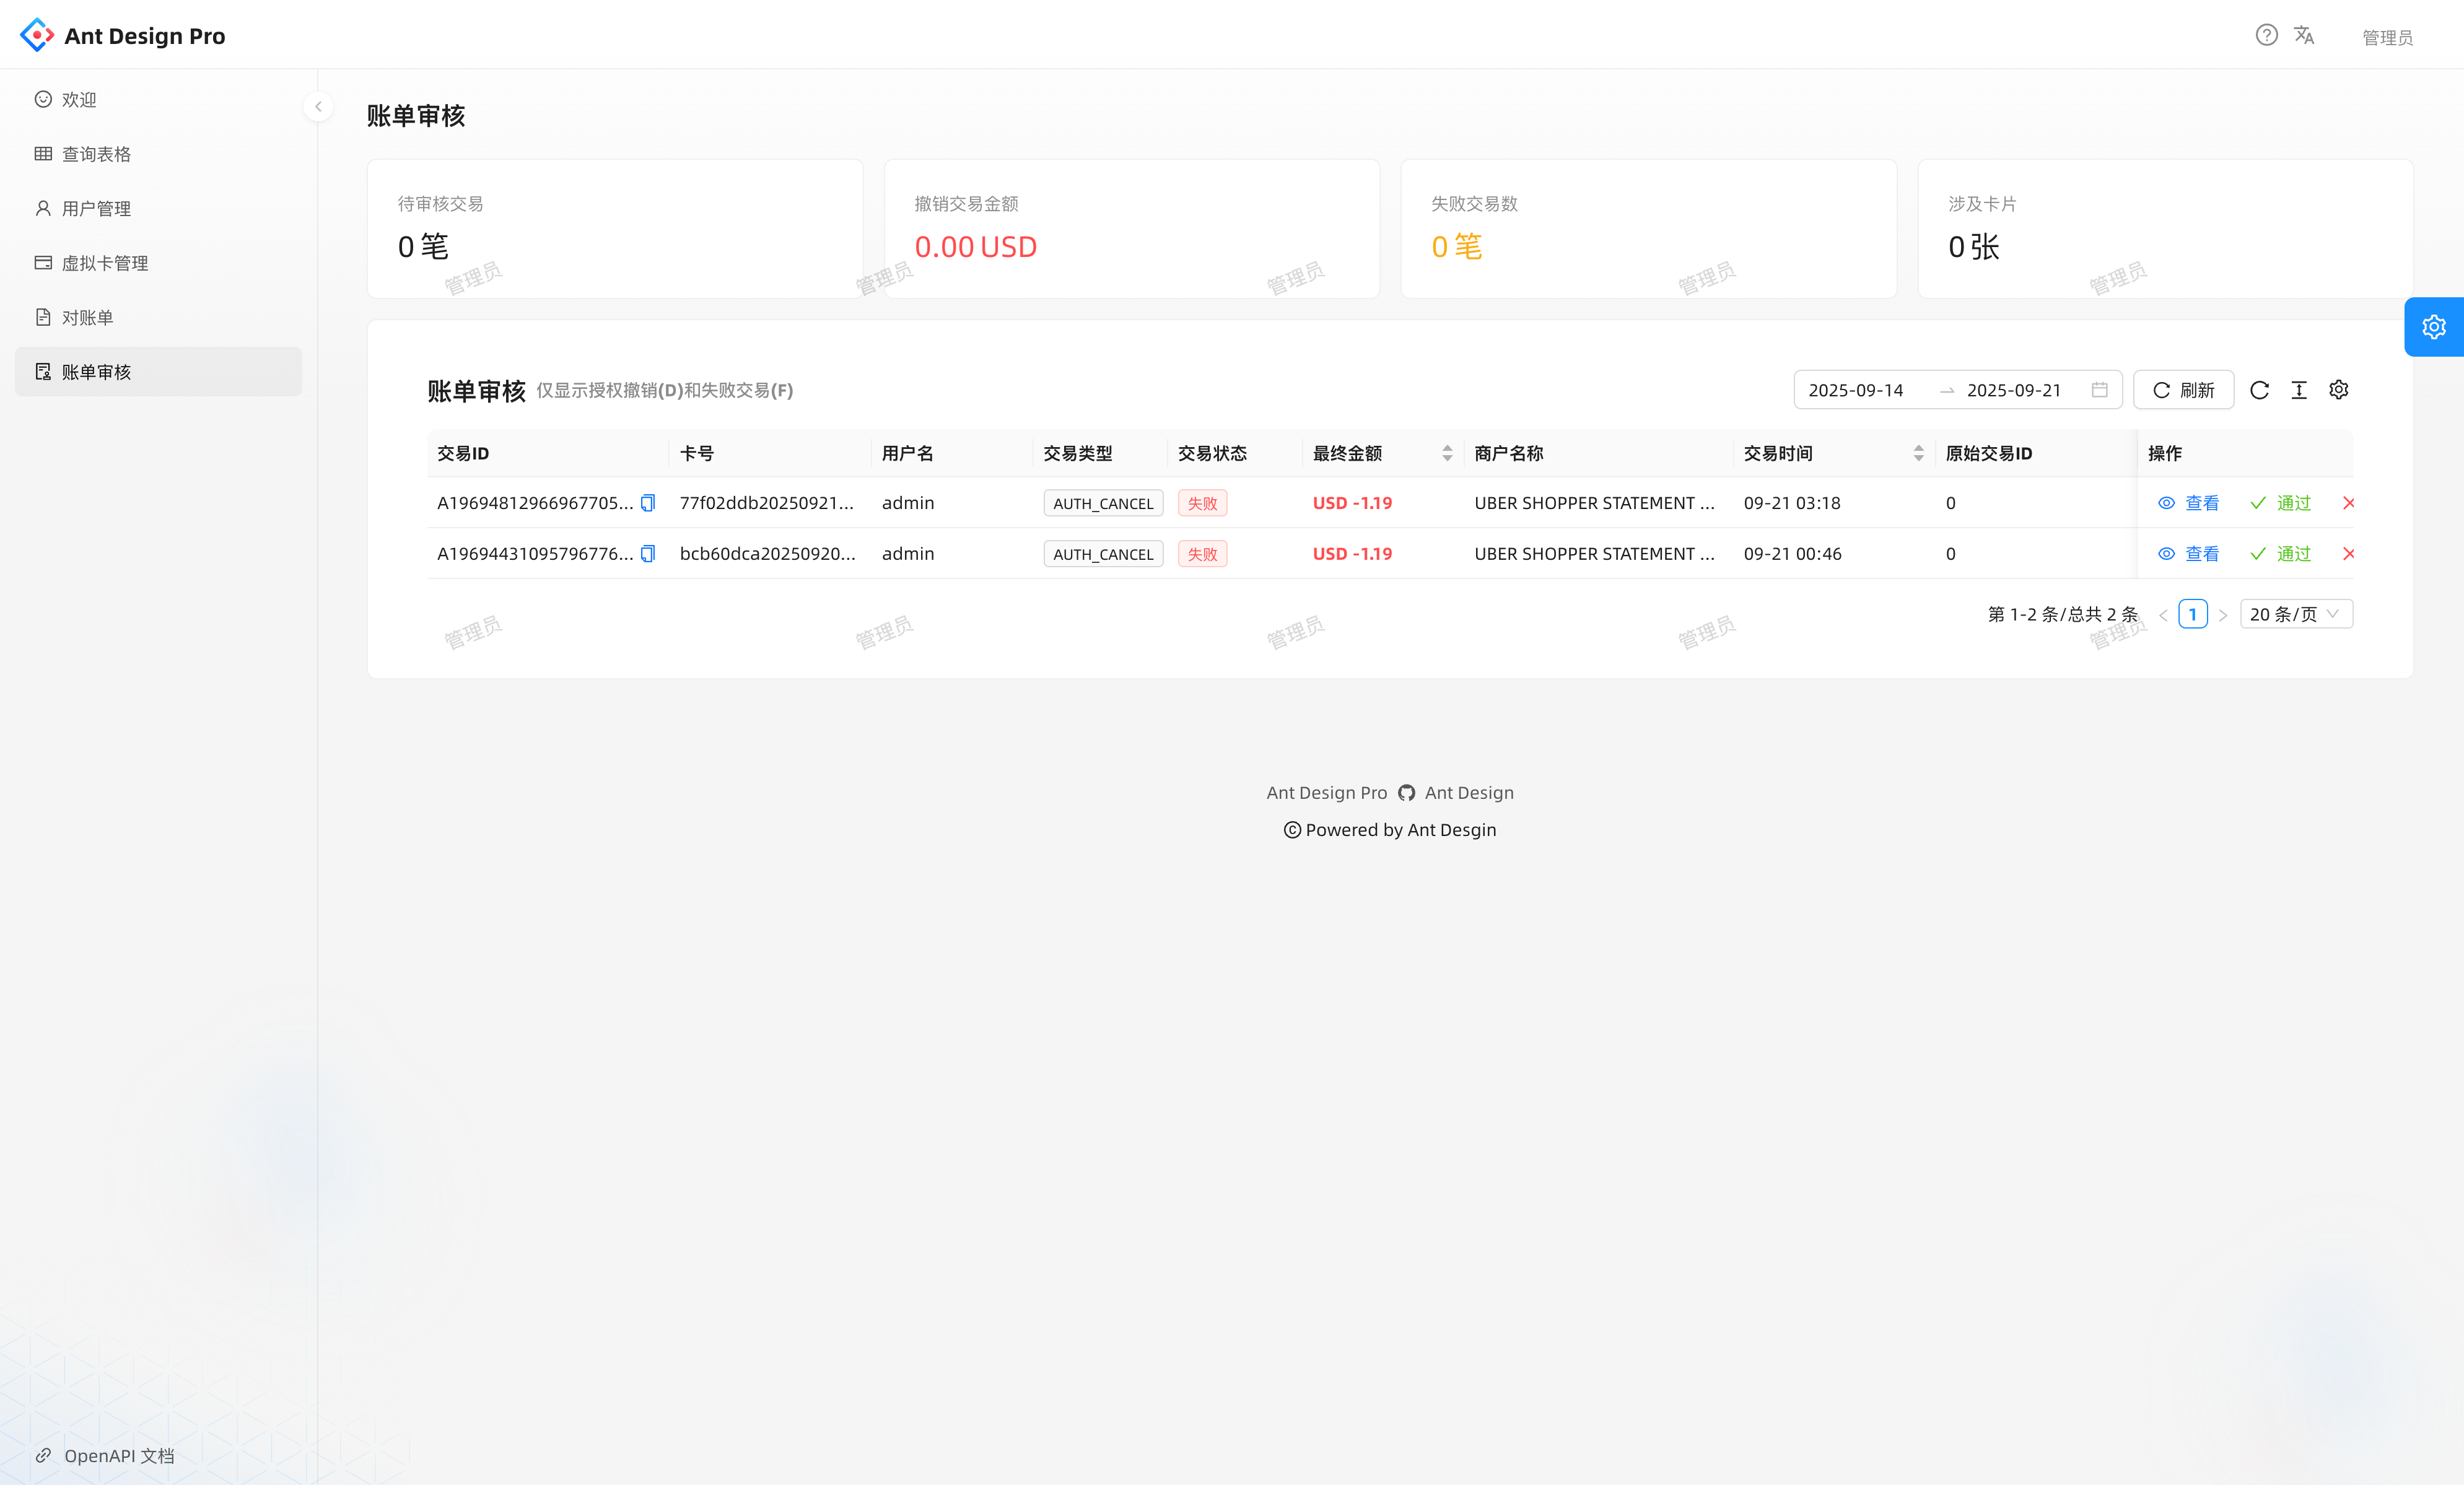 Ant Design Pro
管理员
欢迎
查询表格
用户管理
虚拟卡管理
对账单
账单审核
OpenAPI 文档
账单审核
待审核交易
0 笔
撤销交易金额
0.00 USD
失败交易数
0 笔
涉及卡片
0 张
管理员 管理员 管理员 管理员 管理员
账单审核 仅显示授权撤销(D)和失败交易(F)
2025-09-14 → 2025-09-21 刷新
交易ID 卡号 用户名 交易类型 交易状态 最终金额 商户名称 交易时间 原始交易ID 操作
A19694812966967705... 77f02ddb20250921... admin AUTH_CANCEL 失败 USD -1.19 UBER SHOPPER STATEMENT ... 09-21 03:18 0 查看 通过
A19694431095796776... bcb60dca20250920... admin AUTH_CANCEL 失败 USD -1.19 UBER SHOPPER STATEMENT ... 09-21 00:46 0 查看 通过
第 1-2 条/总共 2 条 < 1 > 20 条/页
管理员 管理员 管理员 管理员 管理员
Ant Design Pro Ant Design
© Powered by Ant Desgin